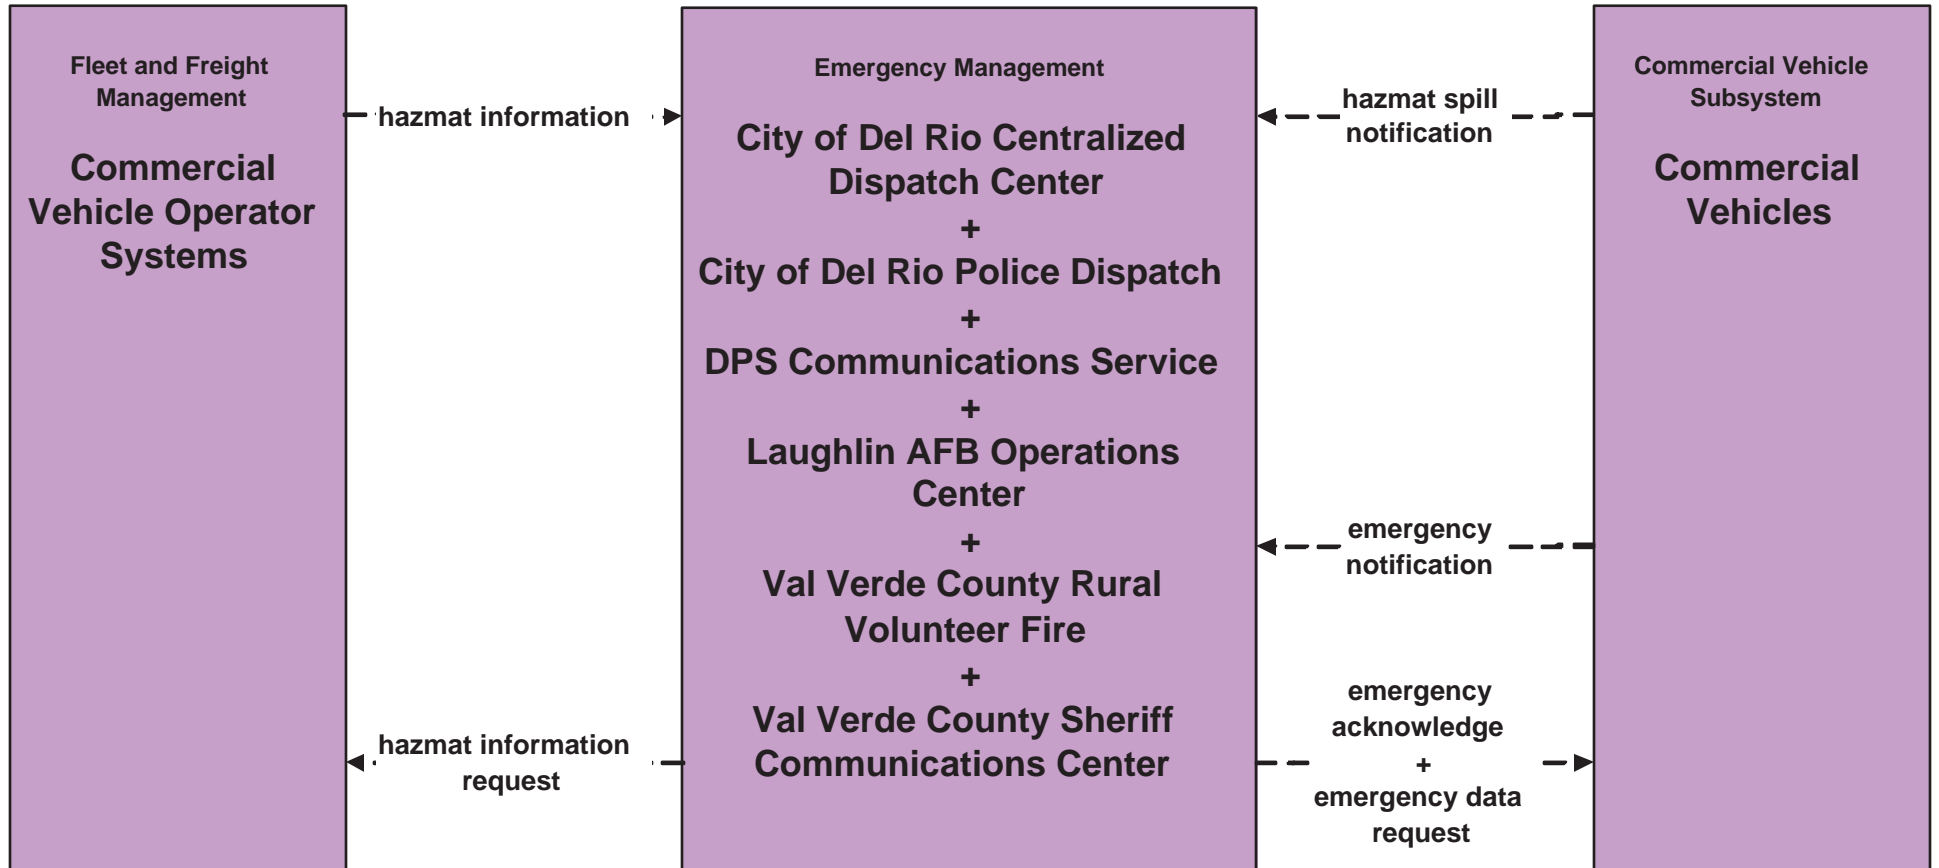 Fleet and Freight
Management
Commercial
Vehicle Operator
Systems
hazmat information
hazmat information
request
Emergency Management
City of Del Rio Centralized
Dispatch Center
+
City of Del Rio Police Dispatch
+
DPS Communications Service
+
Laughlin AFB Operations
Center
+
Val Verde County Rural
Volunteer Fire
+
Val Verde County Sheriff
Communications Center
hazmat spill
notification
emergency
notification
emergency
acknowledge
+
emergency data
request
Commercial Vehicle
Subsystem
Commercial
Vehicles